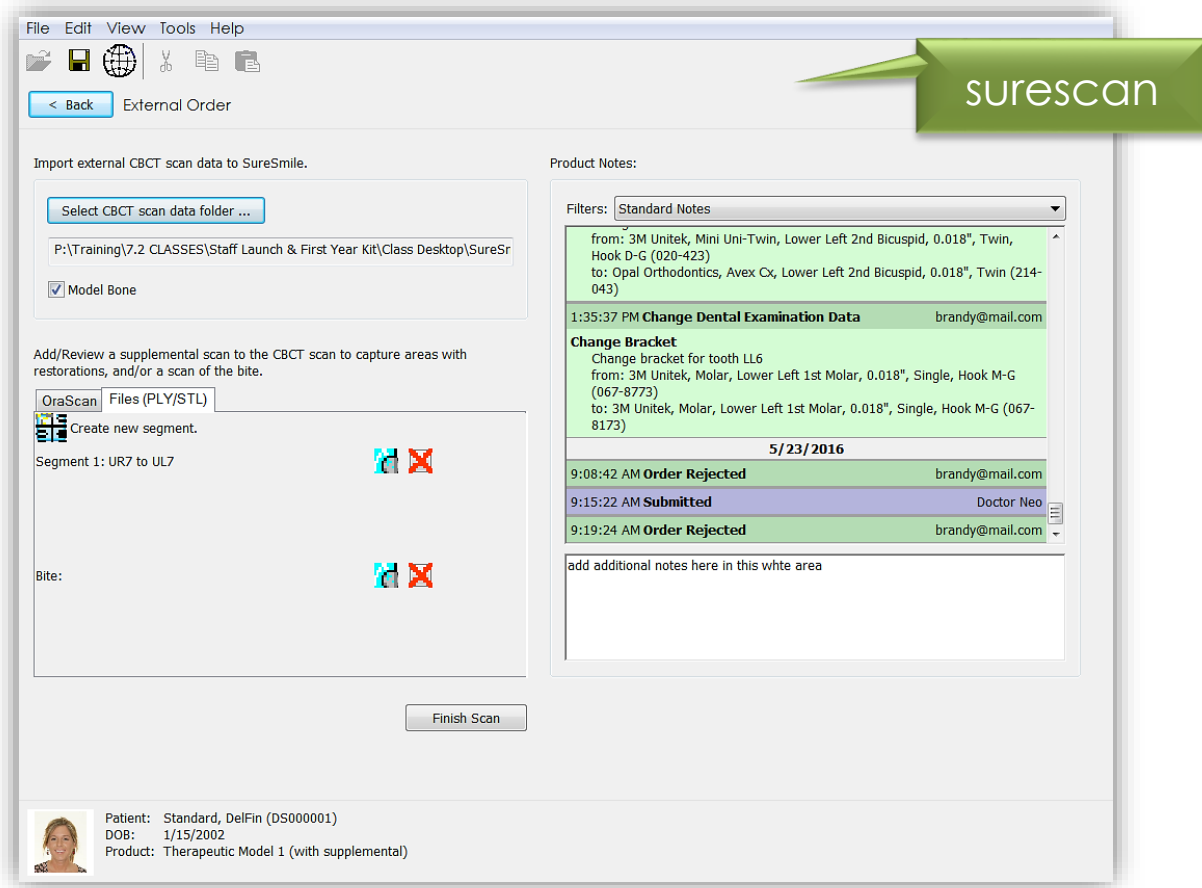 File Edit View Tools Help
surescan
< Back
External Order
Import external CBCT scan data to SureSmile.
Select CBCT scan data folder ...
P:\Training\7.2 CLASSES\Staff Launch & First Year Kit\Class Desktop\SureSr
Model Bone
Add/Review a supplemental scan to the CBCT scan to capture areas with
restorations, and/or a scan of the bite.
OraScan
Files (PLY/STL)
Create new segment.
Segment 1: UR7 to UL7
Bite:
Finish Scan
Product Notes:
Filters: Standard Notes
from: 3M Unitek, Mini Uni-Twin, Lower Left 2nd Bicuspid, 0.018", Twin,
Hook D-G (020-423)
to: Opal Orthodontics, Avex Cx, Lower Left 2nd Bicuspid, 0.018", Twin (214-
043)
1:35:37 PM Change Dental Examination Data brandy@mail.com
Change Bracket
Change bracket for tooth LL6
from: 3M Unitek, Molar, Lower Left 1st Molar, 0.018", Single, Hook M-G
(067-8773)
to: 3M Unitek, Molar, Lower Left 1st Molar, 0.018", Single, Hook M-G (067-
8173)
5/23/2016
9:08:42 AM Order Rejected brandy@mail.com
9:15:22 AM Submitted Doctor Neo
9:19:24 AM Order Rejected brandy@mail.com
add additional notes here in this whte area
Patient: Standard, DelFin (DS000001)
DOB: 1/15/2002
Product: Therapeutic Model 1 (with supplemental)